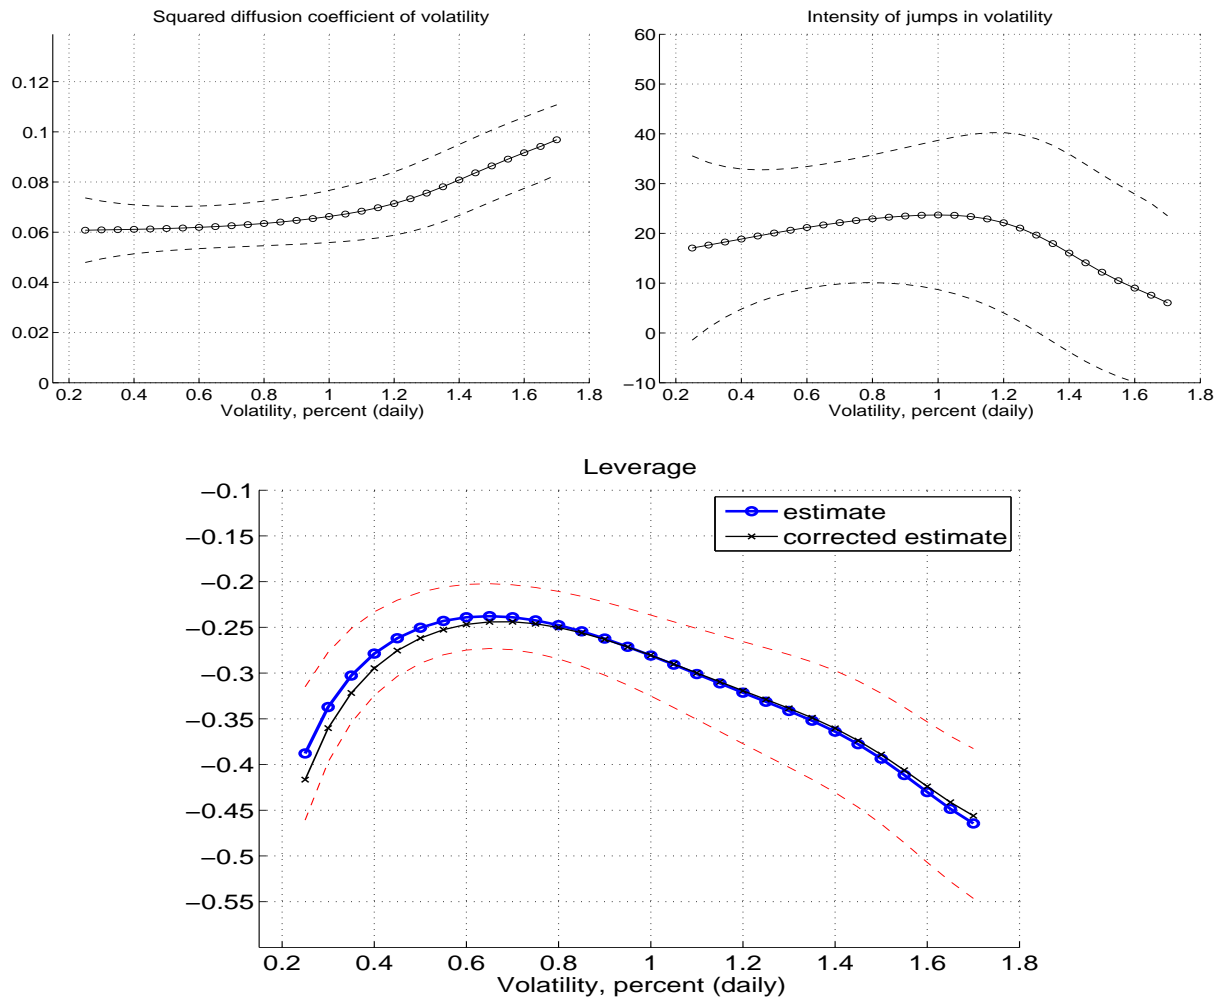 Squared diffusion coefficient of volatility
0.12
0.1
0.08
0.06
0.04
0.02
0
0.2 0.4 0.6 0.8 1 1.2 1.4 1.6 1.8
Volatility, percent (daily)
Intensity of jumps in volatility
60
50
40
30
20
10
0
−10
0.2 0.4 0.6 0.8 1 1.2 1.4 1.6 1.8
Volatility, percent (daily)
Leverage
estimate
corrected estimate
−0.1
−0.15
−0.2
−0.25
−0.3
−0.35
−0.4
−0.45
−0.5
−0.55
0.2 0.4 0.6 0.8 1 1.2 1.4 1.6 1.8
Volatility, percent (daily)